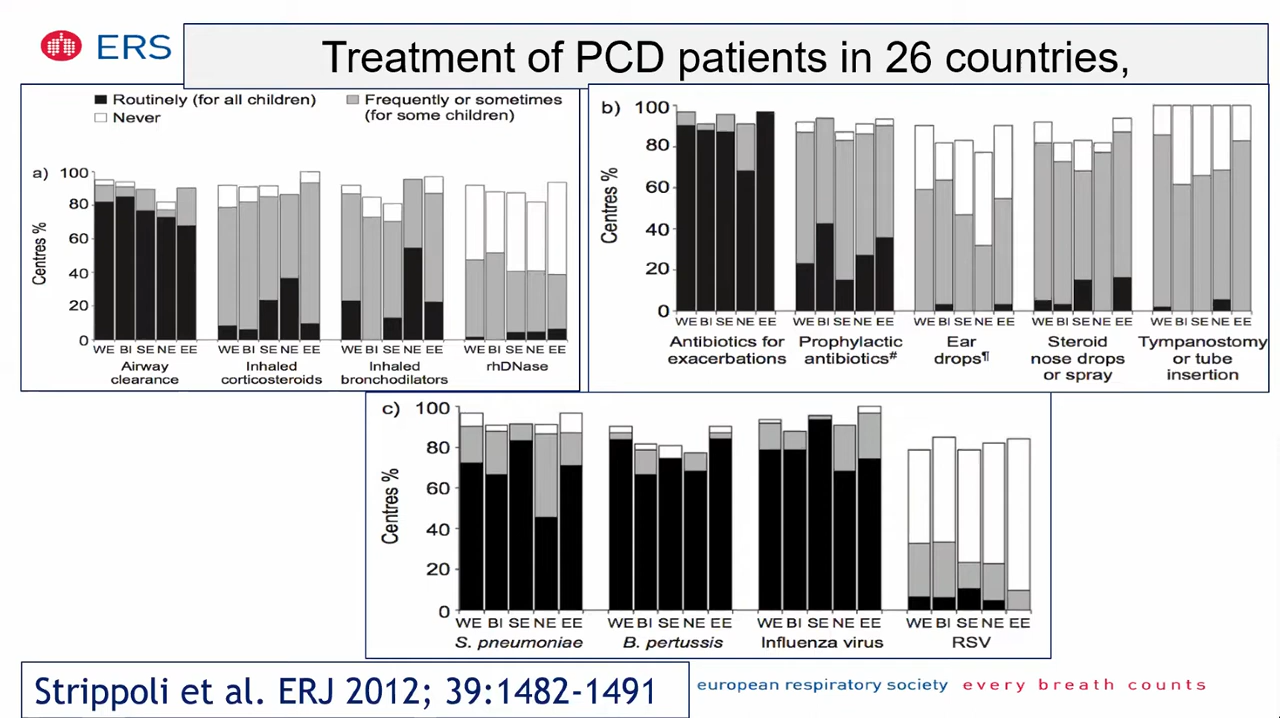 ERS
Treatment of PCD patients in 26 countries,
Routinely (for all children)
Never
Frequently or sometimes
(for some children)
a)
Centres %
100
80
60
40
20
0
WE BI SE NE EE
Airway
clearance
WE BI SE NE EE
Inhaled
corticosteroids
WE BI SE NE EE
Inhaled
bronchodilators
WE BI SE NE EE
rhDNase
b)
Centres %
100
80
60
40
20
0
WE BI SE NE EE
Antibiotics for
exacerbations
WE BI SE NE EE
Prophylactic
antibiotics#
WE BI SE NE EE
Ear
drops¶
WE BI SE NE EE
Steroid
nose drops
or spray
WE BI SE NE EE
Tympanostomy
or tube
insertion
c)
Centres %
100
80
60
40
20
0
WE BI SE NE EE
S. pneumoniae
WE BI SE NE EE
B. pertussis
WE BI SE NE EE
Influenza virus
WE BI SE NE EE
RSV
Strippoli et al. ERJ 2012; 39:1482-1491
european respiratory society every breath counts